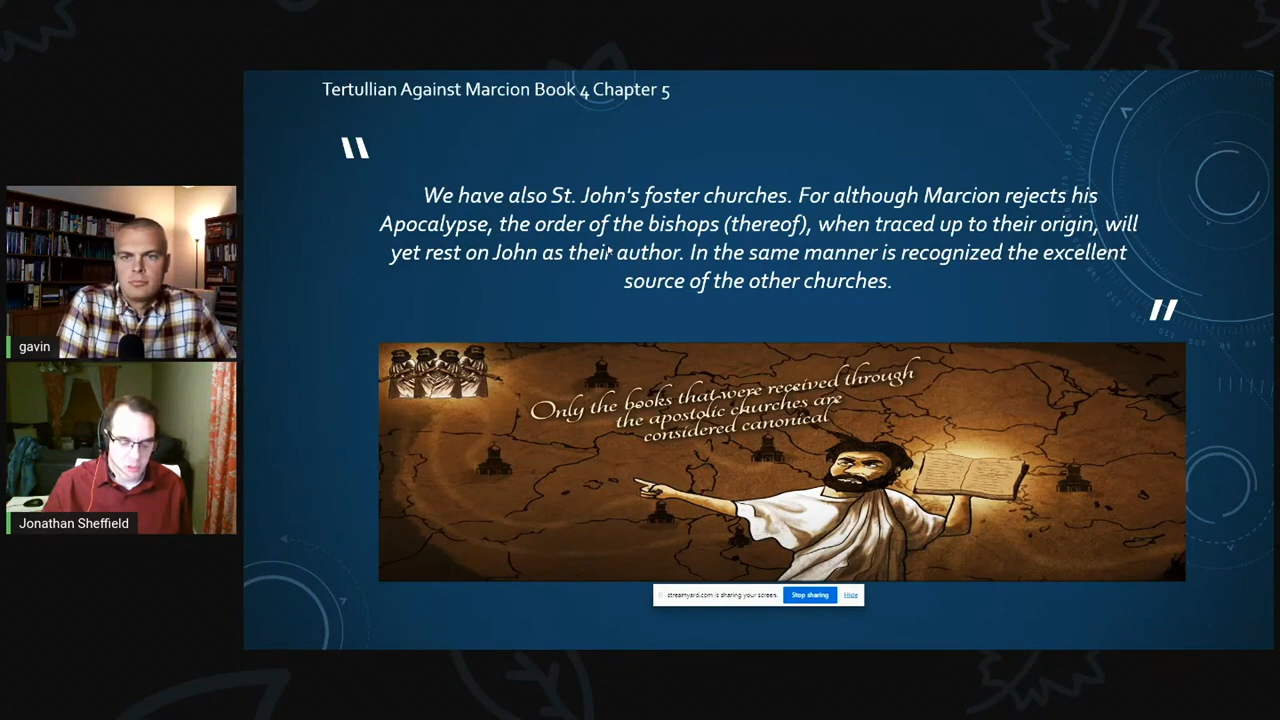 Tertullian Against Marcion Book 4 Chapter 5
"
We have also St. John's foster churches. For although Marcion rejects his
Apocalypse, the order of the bishops (thereof), when traced up to their origin, will
yet rest on John as their author. In the same manner is recognized the excellent
source of the other churches.
"
Only the books that were received through
the apostolic churches are
considered canonical
gavin
Jonathan Sheffield
streamyard.com is sharing your screen.
Stop sharing
Hide